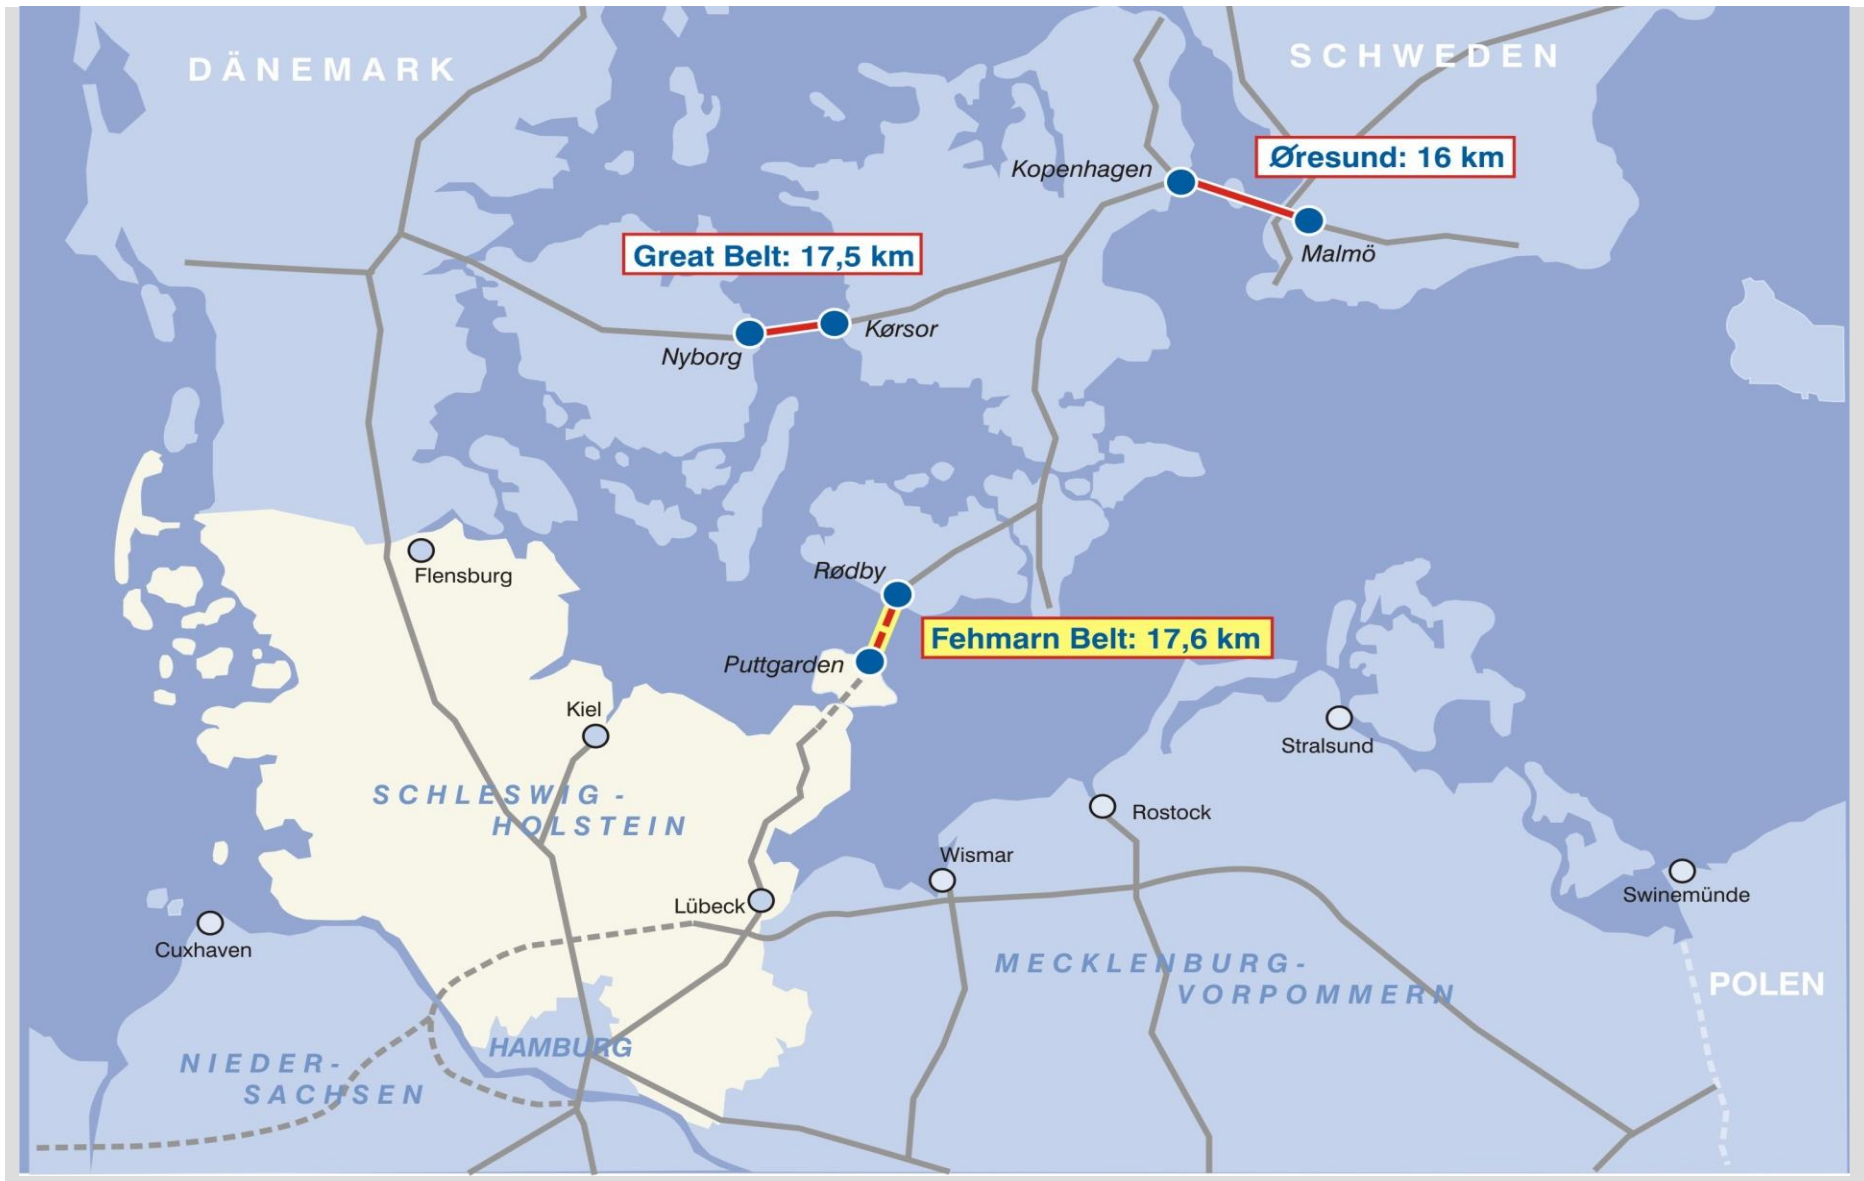 DÄNEMARK
SCHWEDEN
Øresund: 16 km
Kopenhagen
Malmö
Great Belt: 17,5 km
Kørsor
Nyborg
Rødby
Flensburg
Fehmarn Belt: 17,6 km
Puttgarden
Kiel
Stralsund
SCHLESWIG -
HOLSTEIN
Rostock
Wismar
Swinemünde
Lübeck
Cuxhaven
MECKLENBURG-
VORPOMMERN
POLEN
HAMBURG
NIEDER-
SACHSEN